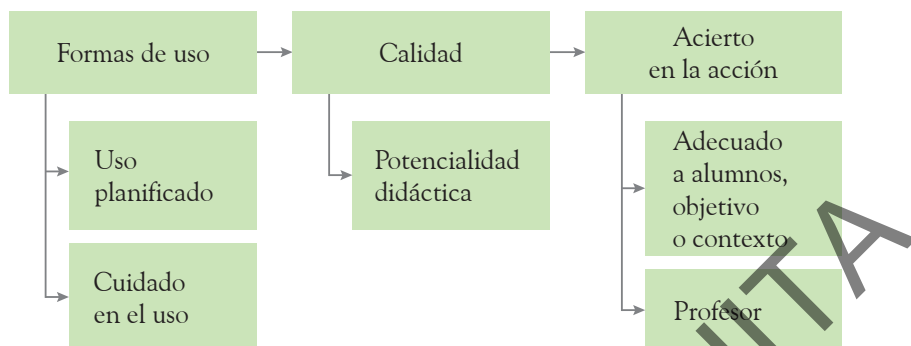 Formas de uso
Calidad
Acierto
en la acción
Uso
planificado
Cuidado
en el uso
Potencialidad
didáctica
Adecuado
a alumnos,
objetivo
o contexto
Profesor